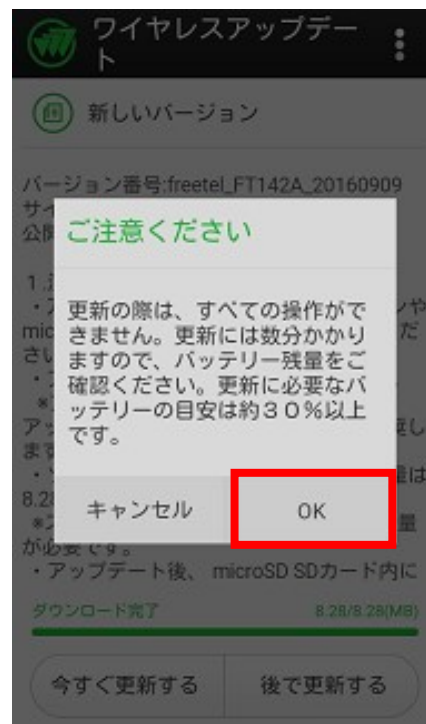 ワイヤレスアップデー
ト
新しいバージョン
バージョン番号:freetel_FT142A_20160909
サイ
公開
ご注意ください
更新の際は、すべての操作がで
きません。更新には数分かかり
ますので、バッテリー残量をご
確認ください。更新に必要なバ
ッテリーの目安は約３０％以上
です。
キャンセル
OK
が必要です。
・アップデート後、 microSD SDカード内に
ダウンロード完了
8.28/8.28(MB)
今すぐ更新する
後で更新する